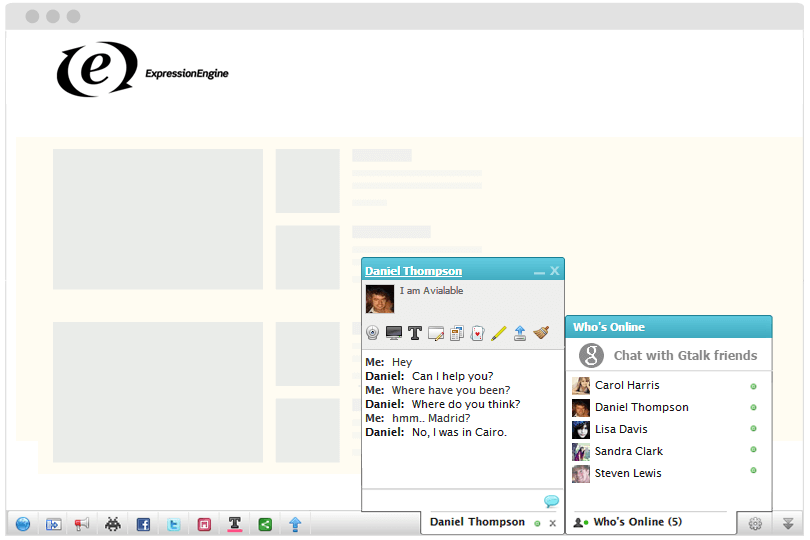 ExpressionEngine
Daniel Thompson
I am Avialable
Me: Hey
Daniel: Can I help you?
Me: Where have you been?
Daniel: Where do you think?
Me: hmm.. Madrid?
Daniel: No, I was in Cairo.
Daniel Thompson
Who's Online
Chat with Gtalk friends
Carol Harris
Daniel Thompson
Lisa Davis
Sandra Clark
Steven Lewis
Who's Online (5)